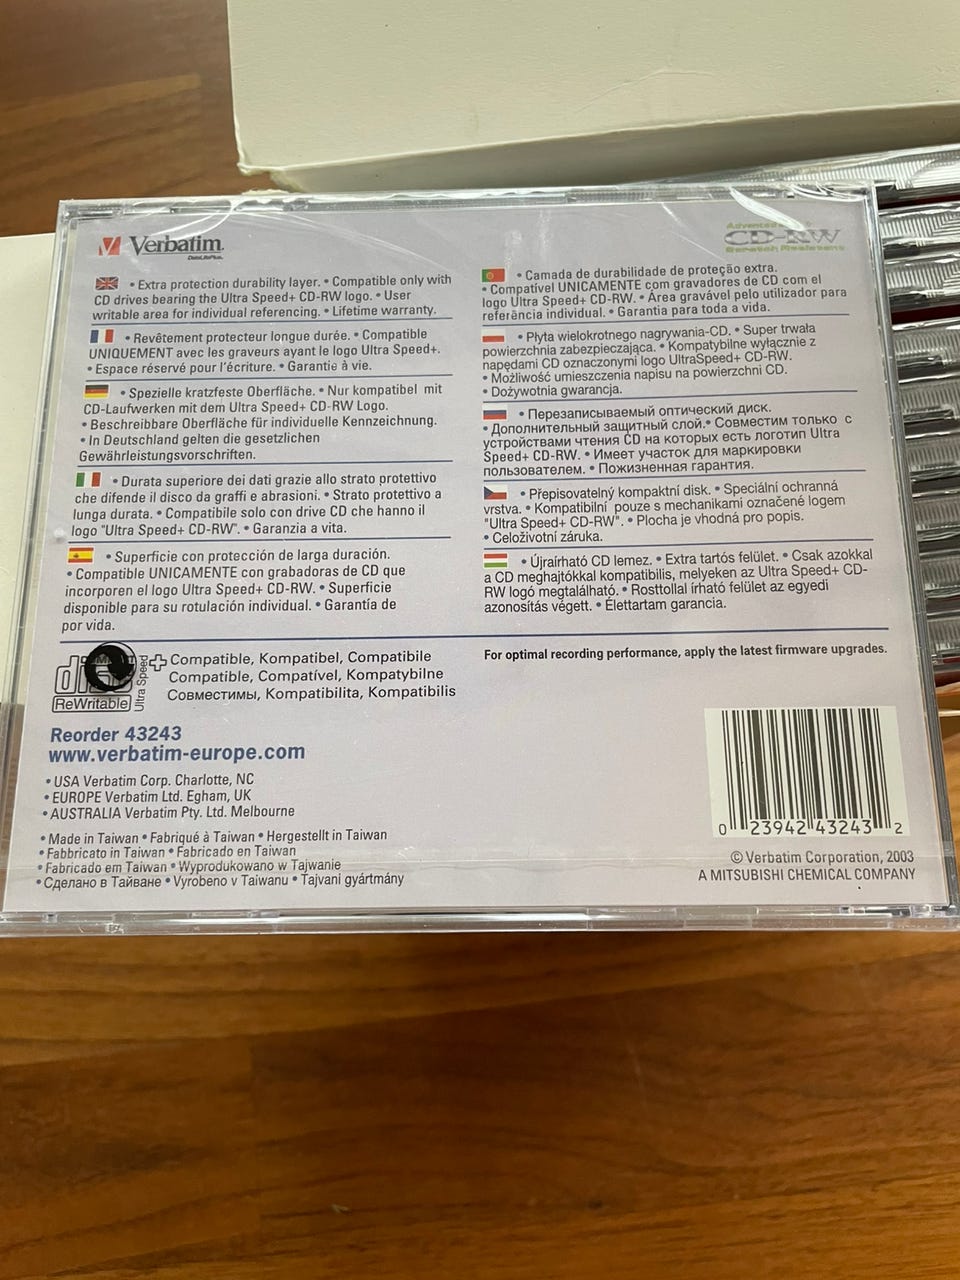 Verbatim.
DataLifePlus.
CD-RW
• Extra protection durability layer. • Compatible only with
CD drives bearing the Ultra Speed+ CD-RW logo. • User
writable area for individual referencing. • Lifetime warranty.
• Revêtement protecteur longue durée. • Compatible
UNIQUEMENT avec les graveurs ayant le logo Ultra Speed+.
• Espace réservé pour l'écriture. • Garantie à vie.
• Spezielle kratzfeste Oberfläche. • Nur kompatibel mit
CD-Laufwerken mit dem Ultra Speed+ CD-RW Logo.
• Beschreibbare Oberfläche für individuelle Kennzeichnung.
• In Deutschland gelten die gesetzlichen
Gewährleistungsvorschriften.
• Durata superiore dei dati grazie allo strato protettivo
che difende il disco da graffi e abrasioni. • Strato protettivo a
lunga durata. • Compatibile solo con drive CD che hanno il
logo "Ultra Speed+ CD-RW". • Garanzia a vita.
• Superficie con protección de larga duración.
• Compatible UNICAMENTE con grabadoras de CD que
incorporen el logo Ultra Speed+ CD-RW. • Superficie
disponible para su rotulación individual. • Garantía de
por vida.
• Camada de durabilidade de proteção extra.
• Compatível UNICAMENTE com gravadores de CD com el
logo Ultra Speed+ CD-RW. • Área gravável pelo utilizador para
referência individual. • Garantia para toda a vida.
• Płyta wielokrotnego nagrywania-CD. • Super trwała
powierzchnia zabezpieczająca. • Kompatybilne wyłącznie z
napędami CD oznaczonymi logo UltraSpeed+ CD-RW.
• Możliwość umieszczenia napisu na powierzchni CD.
• Dożywotnia gwarancja.
• Перезаписываемый оптический диск.
• Дополнительный защитный слой.• Совместим только с
устройствами чтения CD на которых есть логотип Ultra
Speed+ CD-RW. • Имеет участок для маркировки
пользователем. • Пожизненная гарантия.
• Přepisovatelný kompaktní disk. • Speciální ochranná
vrstva. • Kompatibilní pouze s mechanikami označené logem
"Ultra Speed+ CD-RW". • Plocha je vhodná pro popis.
• Celoživotní záruka.
• Újraírható CD lemez. • Extra tartós felület. • Csak azokkal
a CD meghajtókkal kompatibilis, melyeken az Ultra Speed+ CD-
RW logó megtalálható. • Rosttollal írható felület az egyedi
azonosítás végett. • Élettartam garancia.
ReWritable
Ultra Speed
+ Compatible, Kompatibel, Compatibile
Compatible, Compatível, Kompatybilne
Совместимы, Kompatibilita, Kompatibilis
For optimal recording performance, apply the latest firmware upgrades.
Reorder 43243
www.verbatim-europe.com
• USA Verbatim Corp. Charlotte, NC
• EUROPE Verbatim Ltd. Egham, UK
• AUSTRALIA Verbatim Pty. Ltd. Melbourne
• Made in Taiwan • Fabriqué à Taiwan • Hergestellt in Taiwan
• Fabbricato in Taiwan • Fabricado en Taiwan
• Fabricado em Taiwan • Wyprodukowano w Tajwanie
• Сделано в Тайване • Vyrobeno v Taiwanu • Tajvani gyártmány
0 23942 43243 2
© Verbatim Corporation, 2003
A MITSUBISHI CHEMICAL COMPANY